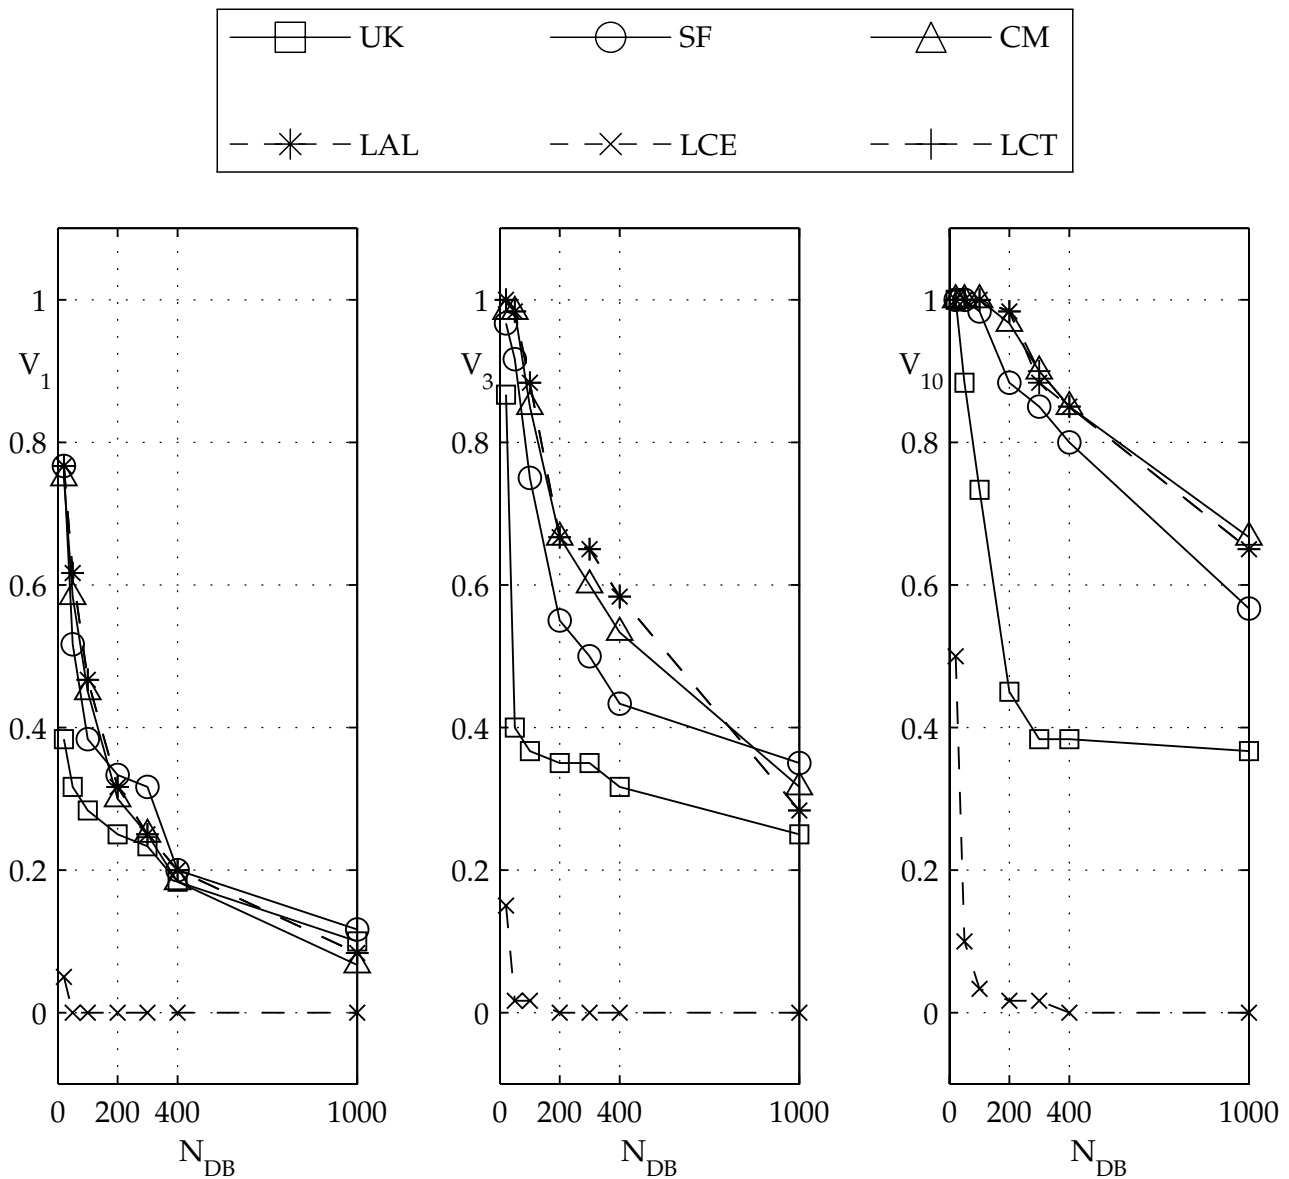 UK SF CM
LAL LCE LCT
1 1 1
V1 V3 V10
0.8 0.8 0.8
0.6 0.6 0.6
0.4 0.4 0.4
0.2 0.2 0.2
0 0 0
0 200 400 1000 0 200 400 1000 0 200 400 1000
NDB NDB NDB